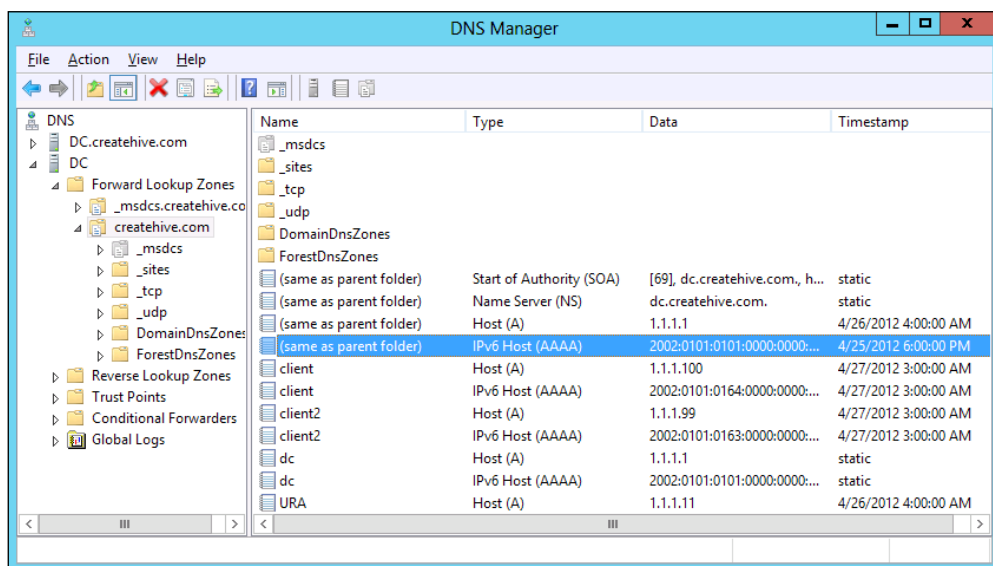 DNS Manager
File Action View Help
DNS
DC.createhive.com
DC
Forward Lookup Zones
_msdcs.createhive.co
createhive.com
_msdcs
_sites
_tcp
_udp
DomainDnsZones
ForestDnsZones
Reverse Lookup Zones
Trust Points
Conditional Forwarders
Global Logs
Name Type Data Timestamp
_msdcs
_sites
_tcp
_udp
DomainDnsZones
ForestDnsZones
(same as parent folder) Start of Authority (SOA) [69], dc.createhive.com., h... static
(same as parent folder) Name Server (NS) dc.createhive.com. static
(same as parent folder) Host (A) 1.1.1.1 4/26/2012 4:00:00 AM
(same as parent folder) IPv6 Host (AAAA) 2002:0101:0101:0000:0000:... 4/25/2012 6:00:00 PM
client Host (A) 1.1.1.100 4/27/2012 3:00:00 AM
client IPv6 Host (AAAA) 2002:0101:0164:0000:0000:... 4/27/2012 3:00:00 AM
client2 Host (A) 1.1.1.99 4/27/2012 3:00:00 AM
client2 IPv6 Host (AAAA) 2002:0101:0163:0000:0000:... 4/27/2012 3:00:00 AM
dc Host (A) 1.1.1.1 static
dc IPv6 Host (AAAA) 2002:0101:0101:0000:0000:... static
URA Host (A) 1.1.1.11 4/26/2012 4:00:00 AM